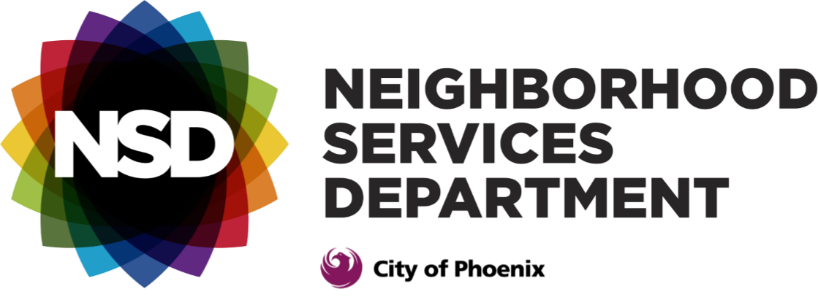 NSD
NEIGHBORHOOD
SERVICES
DEPARTMENT
City of Phoenix